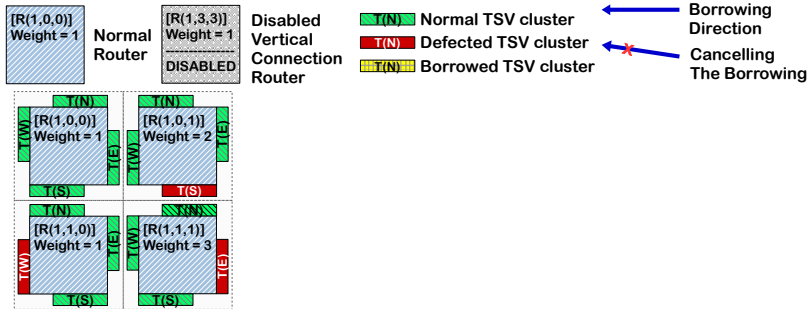 [R(1,0,0)]
Weight = 1
Normal
Router
[R(1,3,3)]
Weight = 1
DISABLED
Disabled
Vertical
Connection
Router
T(N) Normal TSV cluster
T(N) Defected TSV cluster
T(N) Borrowed TSV cluster
Borrowing
Direction
X
Cancelling
The Borrowing
T(N)
T(W)
[R(1,0,0)]
Weight = 1
T(E)
T(S)
T(N)
T(W)
[R(1,0,1)]
Weight = 2
T(E)
T(S)
T(N)
T(W)
[R(1,1,0)]
Weight = 1
T(E)
T(S)
T(N)
T(W)
[R(1,1,1)]
Weight = 3
T(E)
T(S)